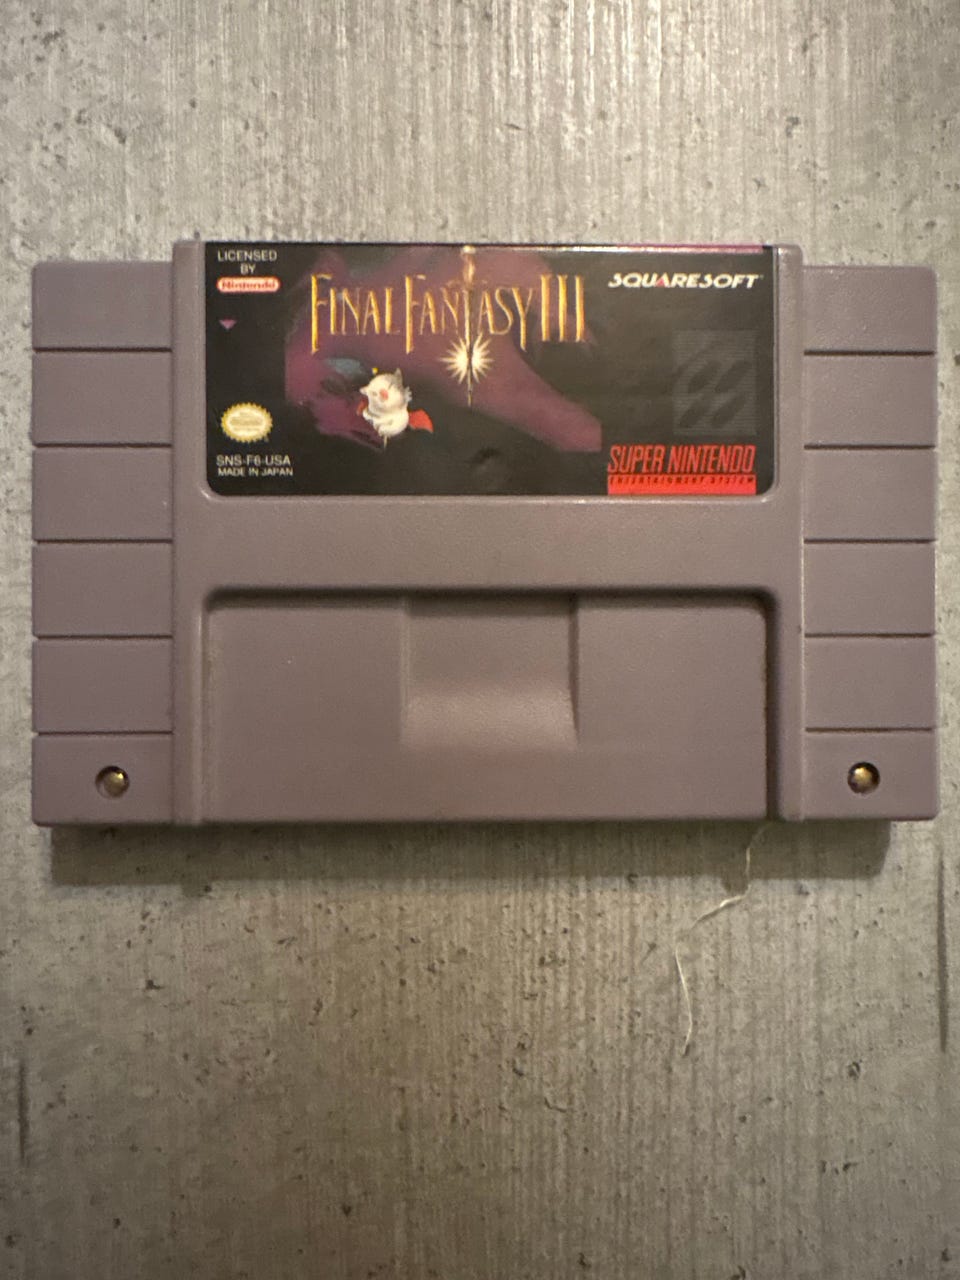 LICENSED
BY
Nintendo
FINAL FANTASY III
SQUARESOFT
SNS-F6-USA
MADE IN JAPAN
SUPER NINTENDO
ENTERTAINMENT SYSTEM